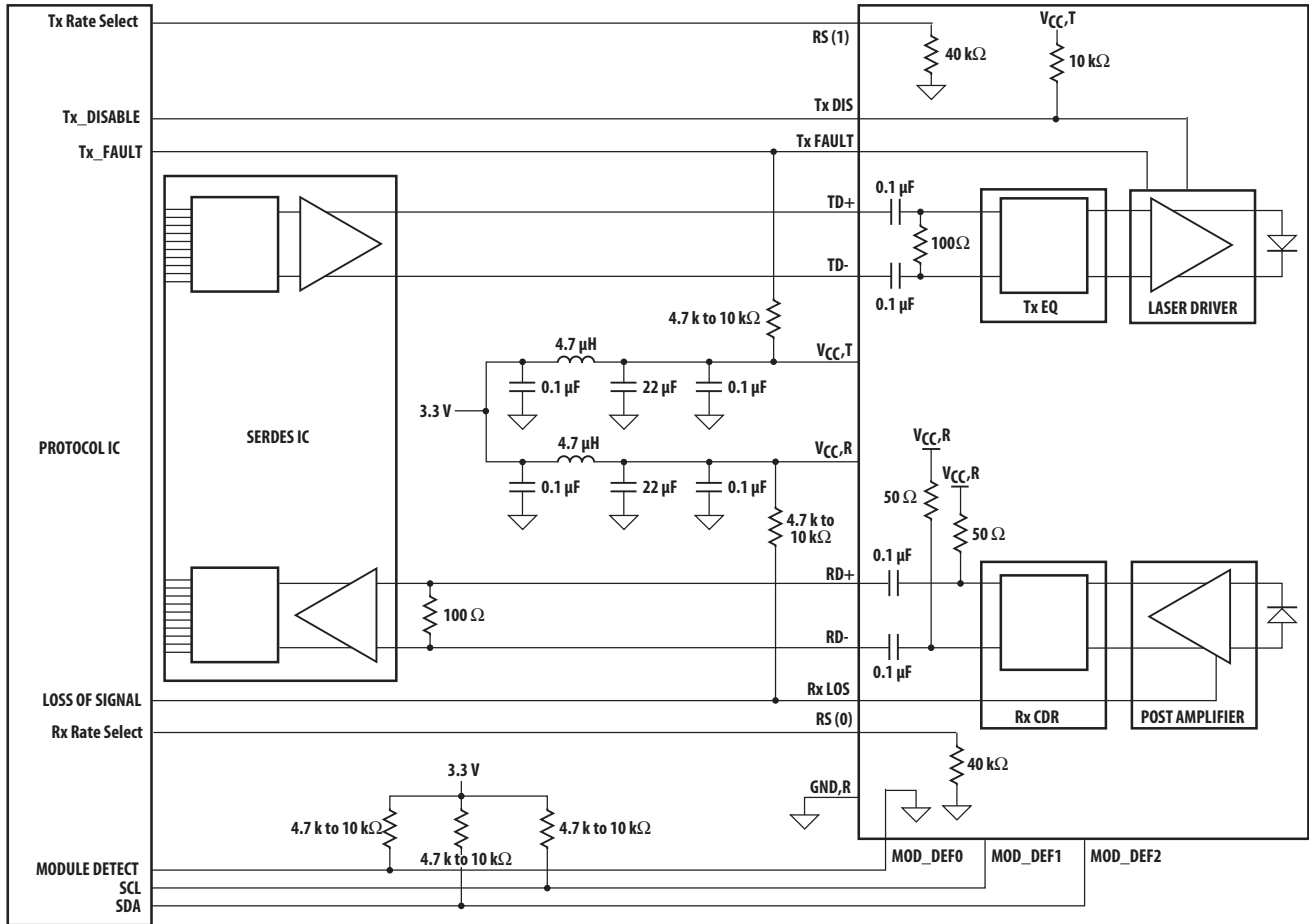 Tx Rate Select
RS (1)
40 kΩ
VCC,T
10 kΩ
Tx_DISABLE
Tx DIS
Tx_FAULT
Tx FAULT
0.1 µF
TD+
100Ω
TD-
0.1 µF
Tx EQ
LASER DRIVER
4.7 k to 10 kΩ
4.7 µH
VCC,T
0.1 µF
22 µF
0.1 µF
3.3 V
SERDES IC
PROTOCOL IC
4.7 µH
VCC,R
0.1 µF
22 µF
0.1 µF
VCC,R
VCC,R
50 Ω
50 Ω
4.7 k to
10 kΩ
0.1 µF
RD+
100 Ω
RD-
0.1 µF
LOSS OF SIGNAL
Rx LOS
Rx CDR
POST AMPLIFIER
Rx Rate Select
RS (0)
40 kΩ
3.3 V
GND,R
4.7 k to 10 kΩ
4.7 k to 10 kΩ
4.7 k to 10 kΩ
MODULE DETECT
MOD_DEF0
MOD_DEF1
MOD_DEF2
SCL
SDA